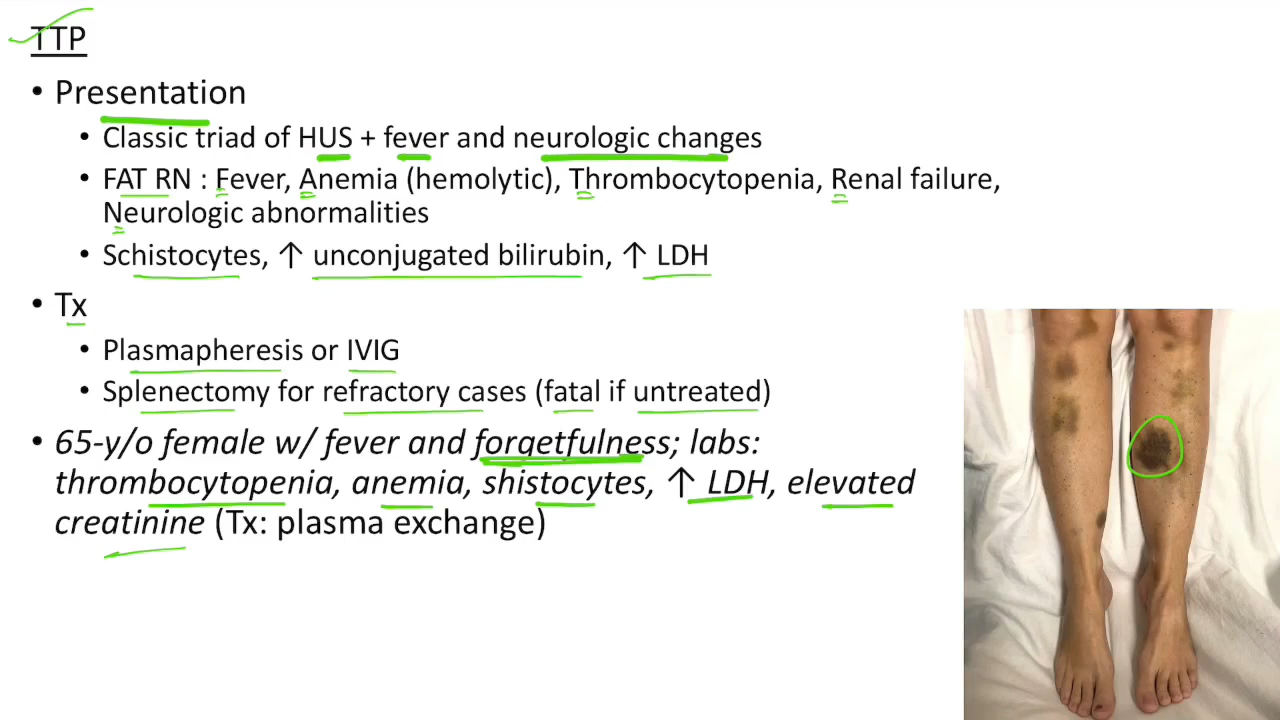 TTP
• Presentation
• Classic triad of HUS + fever and neurologic changes
• FAT RN : Fever, Anemia (hemolytic), Thrombocytopenia, Renal failure,
Neurologic abnormalities
• Schistocytes, ↑ unconjugated bilirubin, ↑ LDH
• Tx
• Plasmapheresis or IVIG
• Splenectomy for refractory cases (fatal if untreated)
• 65-y/o female w/ fever and forgetfulness; labs:
thrombocytopenia, anemia, shistocytes, ↑ LDH, elevated
creatinine (Tx: plasma exchange)